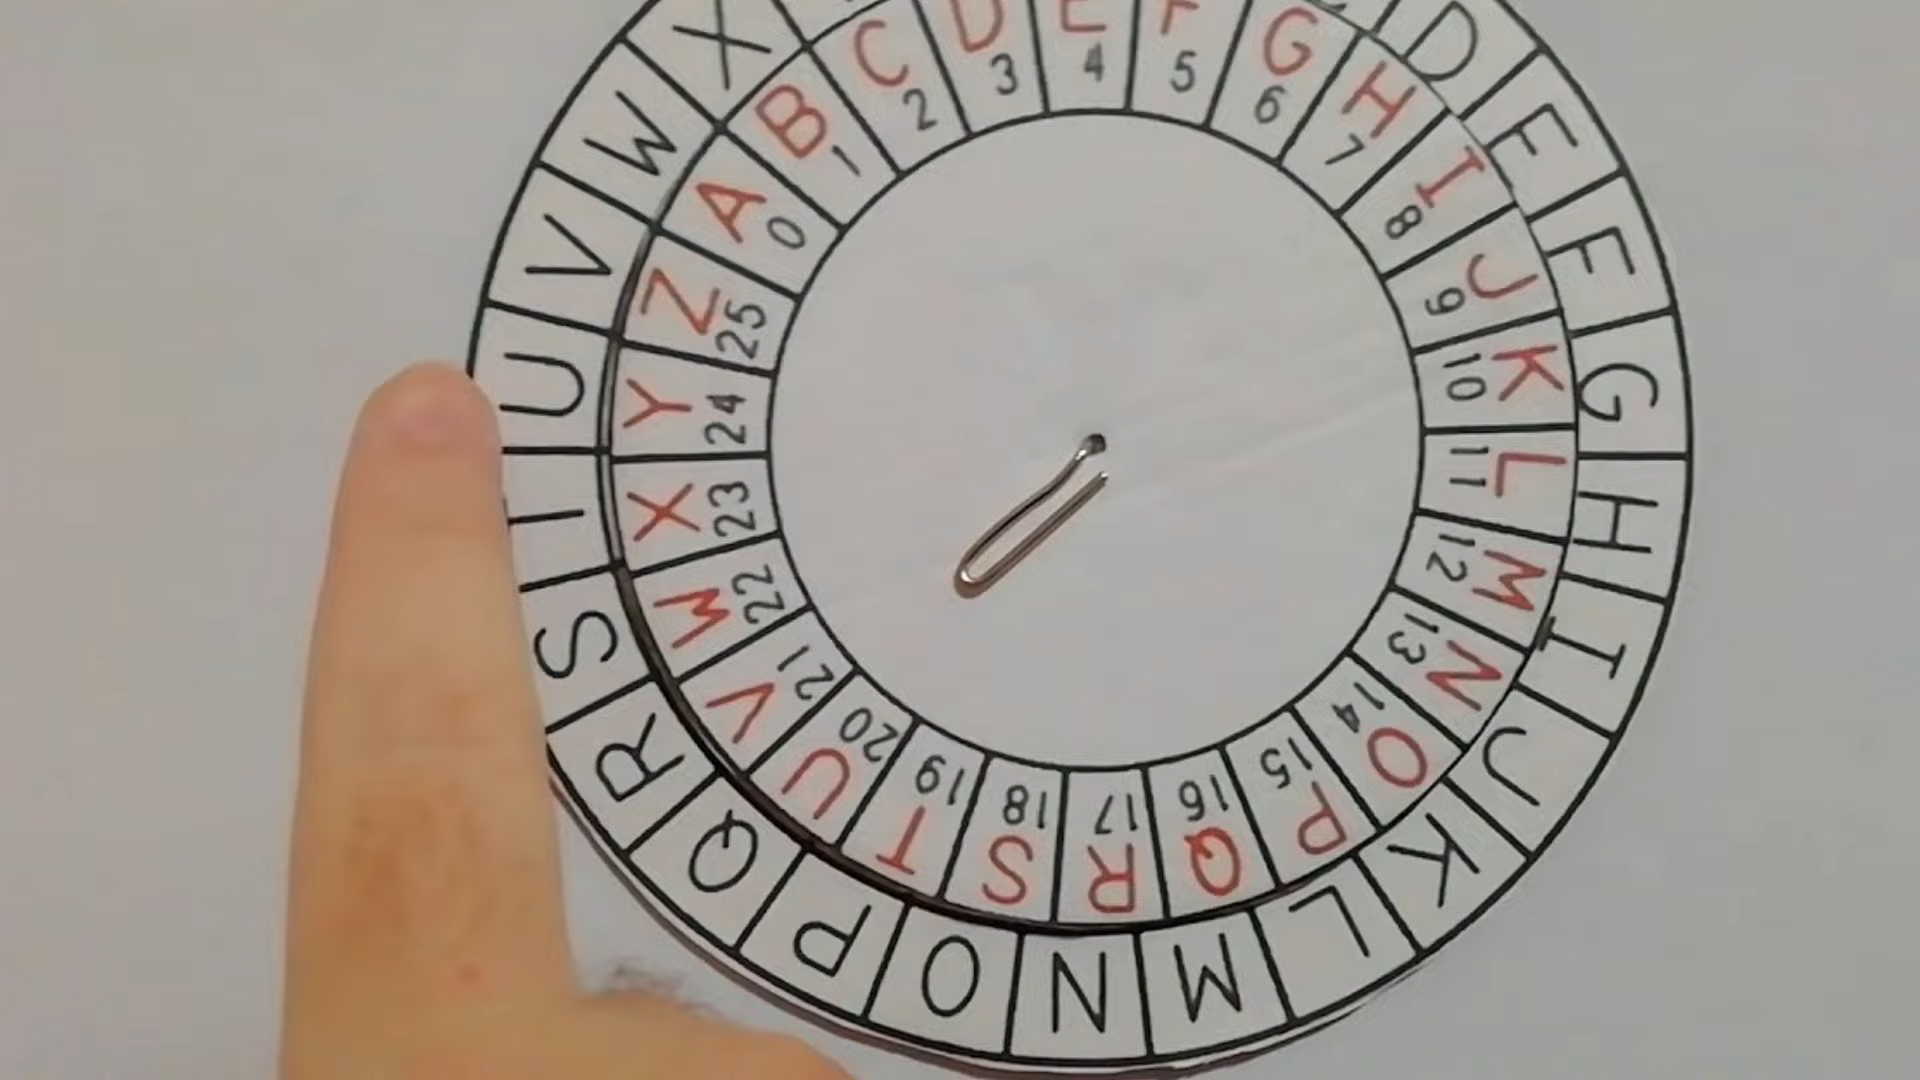 D E F G H I J K L M N O P Q R S T U V W X
A B C D E F G H I J K L M N O P Q R S T U V W X Y Z
0 1 2 3 4 5 6 7 8 9 10 11 12 13 14 15 16 17 18 19 20 21 22 23 24 25